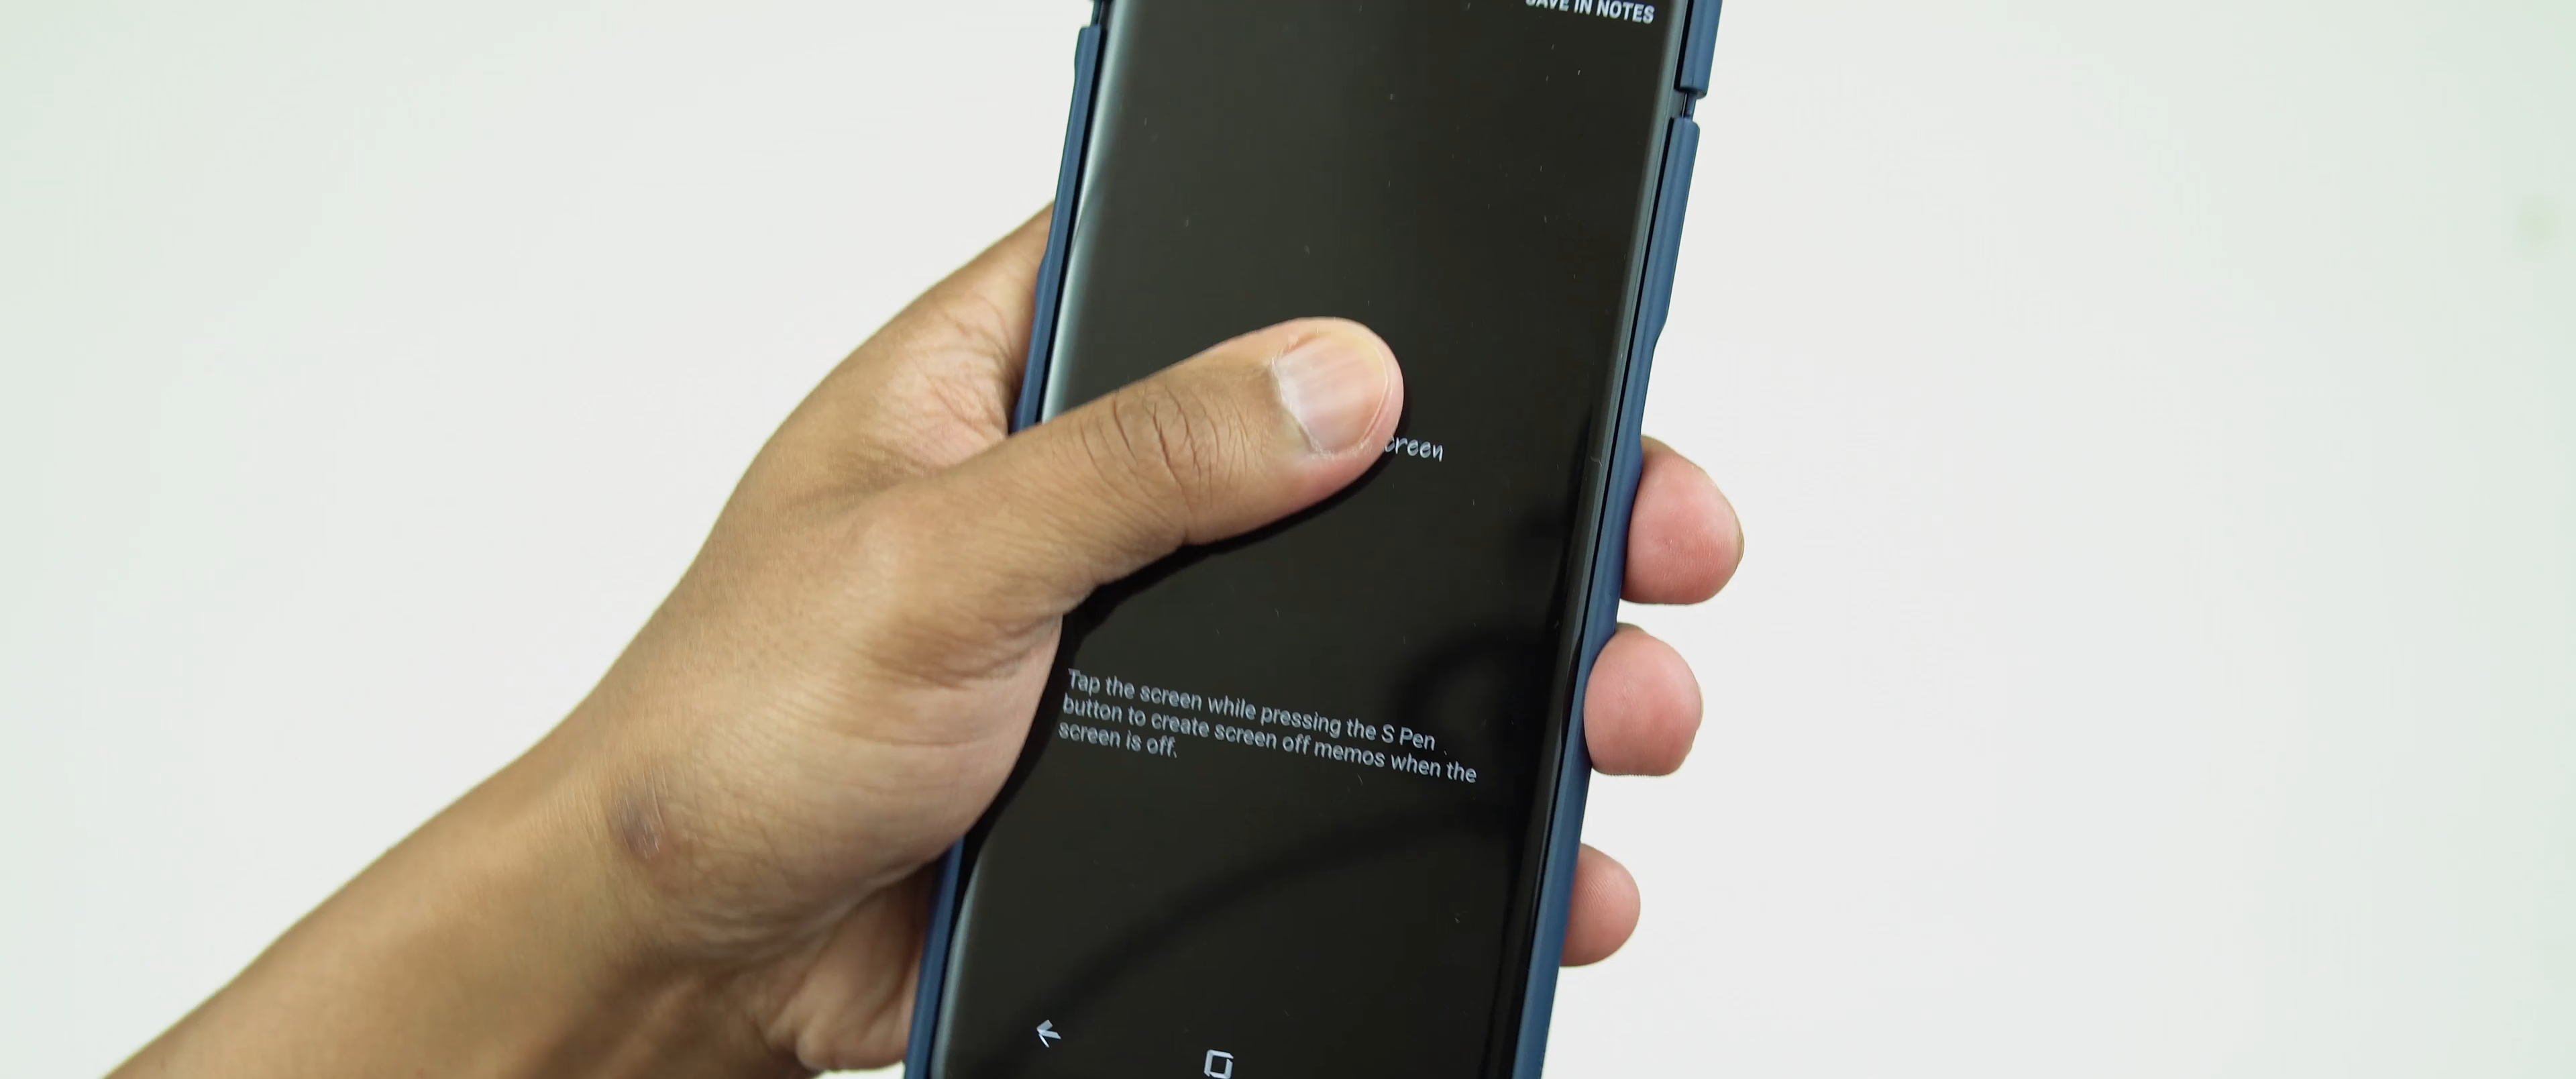 SAVE IN NOTES
creen
Tap the screen while pressing the S Pen
button to create screen off memos when the
screen is off.